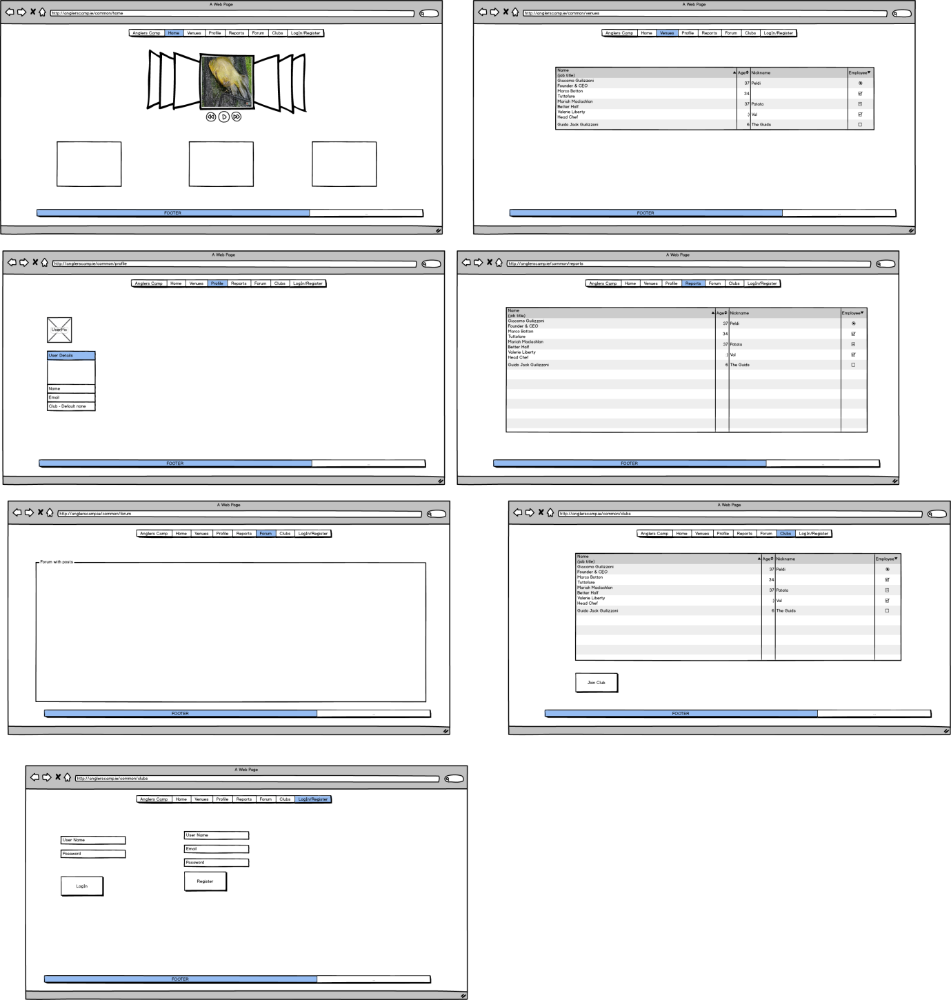 A Web Page
http://anglerscamp.ie/common/home
Anglers Camp Home Venues Profile Reports Forum Clubs LogIn/Register
FOOTER
...
A Web Page
http://anglerscamp.ie/common/venues
Anglers Camp Home Venues Profile Reports Forum Clubs LogIn/Register
Name
(job title)
Age Nickname Employee
Giacomo Guilizzoni
Founder & CEO
37 Peldi
Marco Botton
Tuttofare
34
Mariah Maclachlan
Better Half
37 Patata
Valerie Liberty
Head Chef
:) Val
Guido Jack Guilizzoni 6 The Guids
FOOTER
...
A Web Page
http://anglerscamp.ie/common/profile
Anglers Camp Home Venues Profile Reports Forum Clubs LogIn/Register
UserPic
User Details
Name
Email
Club - Default none
FOOTER
...
A Web Page
http://anglerscamp.ie/common/reports
Anglers Camp Home Venues Profile Reports Forum Clubs LogIn/Register
Name
(job title)
Age Nickname Employee
Giacomo Guilizzoni
Founder & CEO
37 Peldi
Marco Botton
Tuttofare
34
Mariah Maclachlan
Better Half
37 Patata
Valerie Liberty
Head Chef
:) Val
Guido Jack Guilizzoni 6 The Guids
FOOTER
...
A Web Page
http://anglerscamp.ie/common/forum
Anglers Camp Home Venues Profile Reports Forum Clubs LogIn/Register
Forum with posts
FOOTER
...
A Web Page
http://anglerscamp.ie/common/clubs
Anglers Camp Home Venues Profile Reports Forum Clubs LogIn/Register
Name
(job title)
Age Nickname Employee
Giacomo Guilizzoni
Founder & CEO
37 Peldi
Marco Botton
Tuttofare
34
Mariah Maclachlan
Better Half
37 Patata
Valerie Liberty
Head Chef
:) Val
Guido Jack Guilizzoni 6 The Guids
Join Club
FOOTER
...
A Web Page
http://anglerscamp.ie/common/clubs
Anglers Camp Home Venues Profile Reports Forum Clubs LogIn/Register
User Name
Password
LogIn
User Name
Email
Password
Register
FOOTER
...